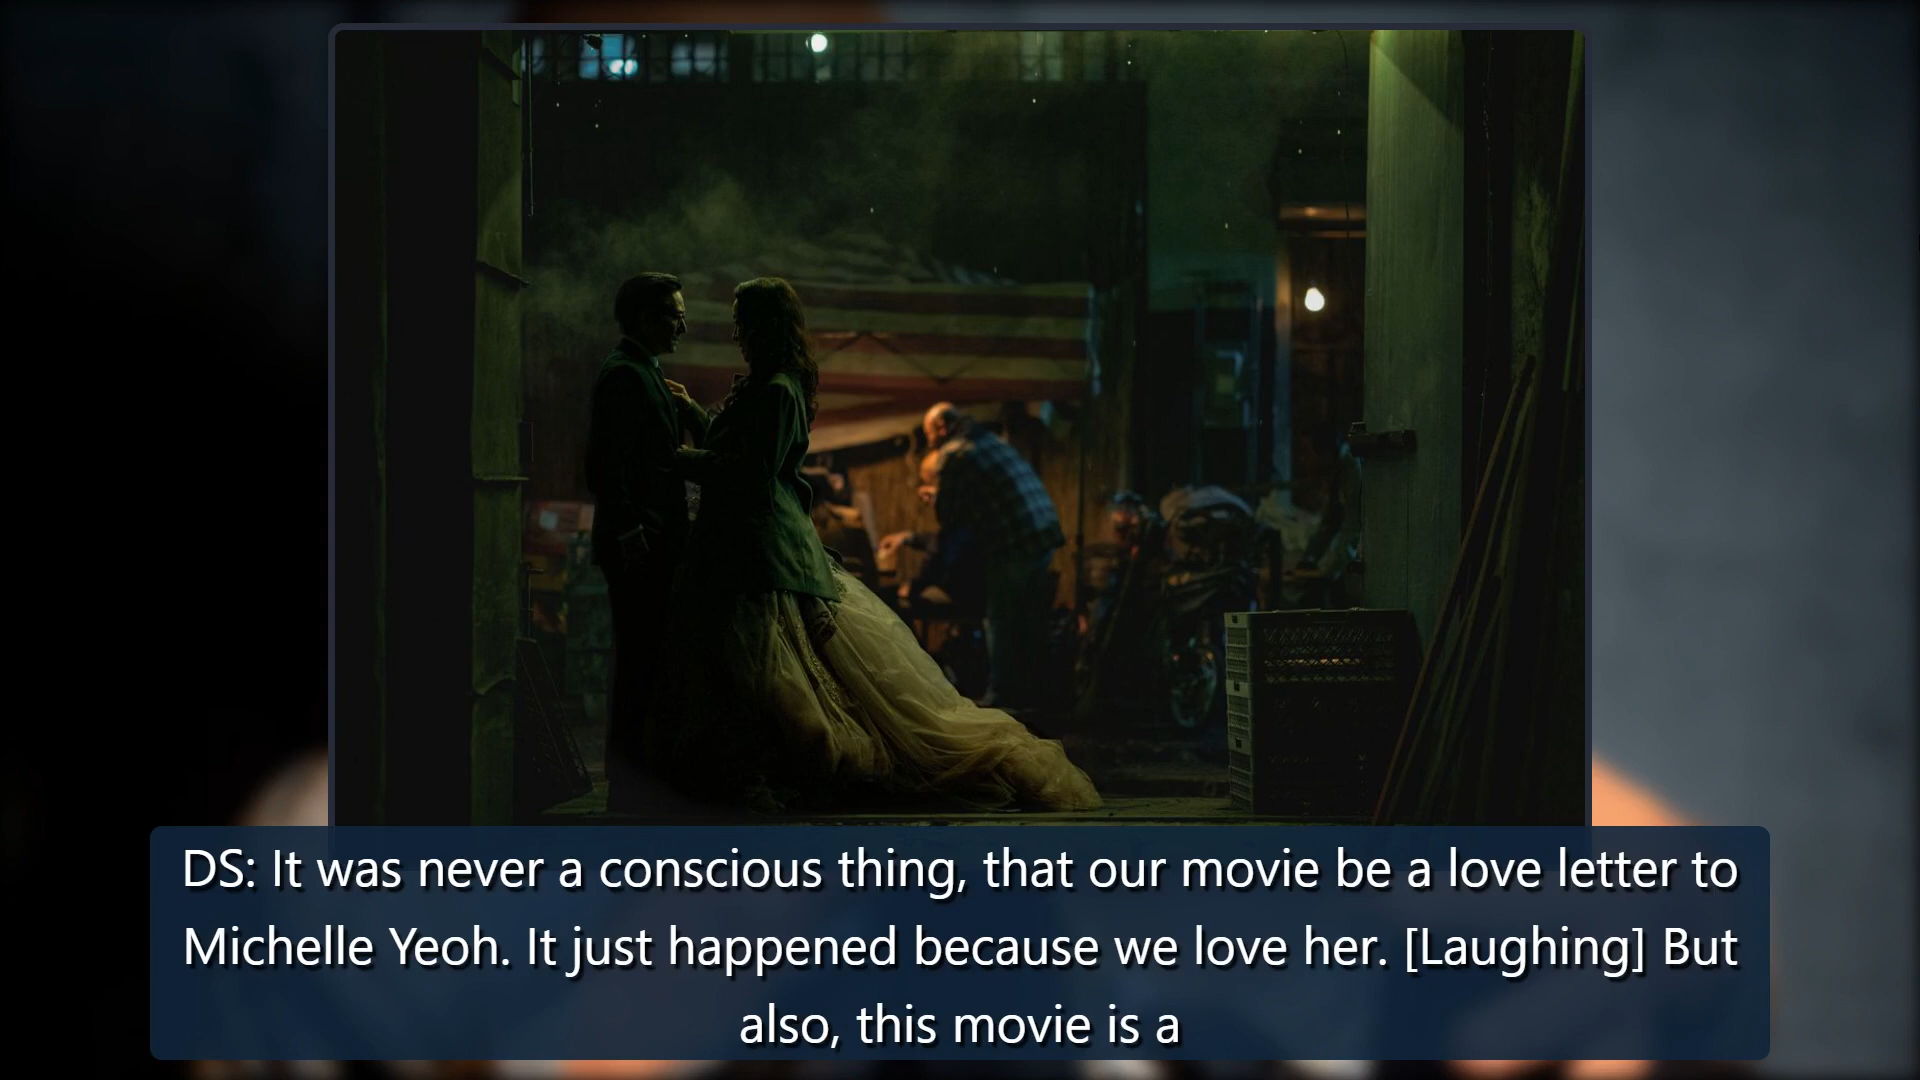 DS: It was never a conscious thing, that our movie be a love letter to
Michelle Yeoh. It just happened because we love her. [Laughing] But
also, this movie is a